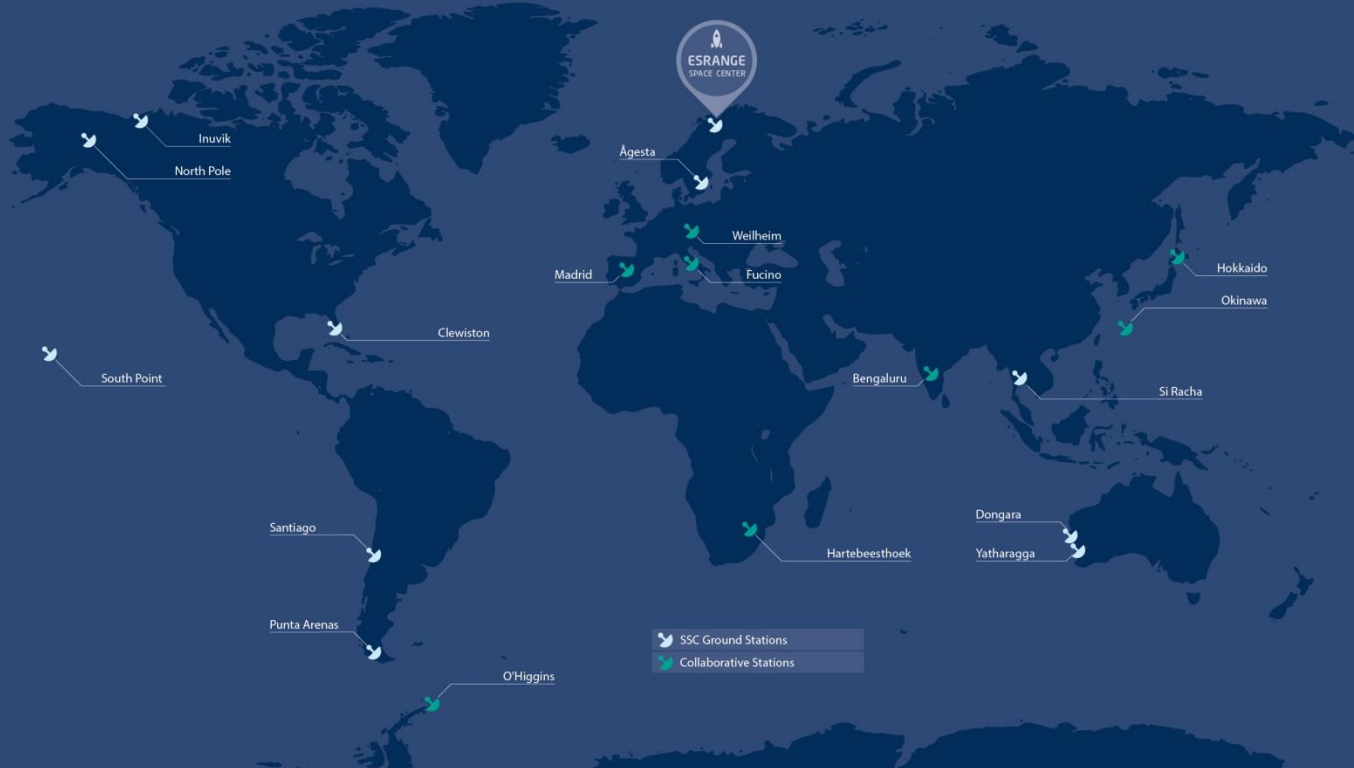 ESRANGE
SPACE CENTER
Inuvik
Ågesta
North Pole
Weilheim
Hokkaido
Madrid
Fucino
Okinawa
Clewiston
South Point
Bengaluru
Si Racha
Dongara
Santiago
Hartebeesthoek
Yatharagga
Punta Arenas
SSC Ground Stations
Collaborative Stations
O'Higgins